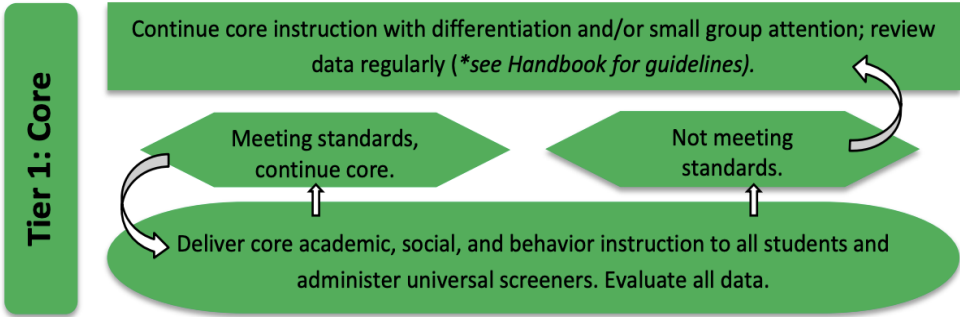 Tier 1: Core
Continue core instruction with differentiation and/or small group attention; review
data regularly (*see Handbook for guidelines).
Meeting standards,
continue core.
Not meeting
standards.
Deliver core academic, social, and behavior instruction to all students and
administer universal screeners. Evaluate all data.